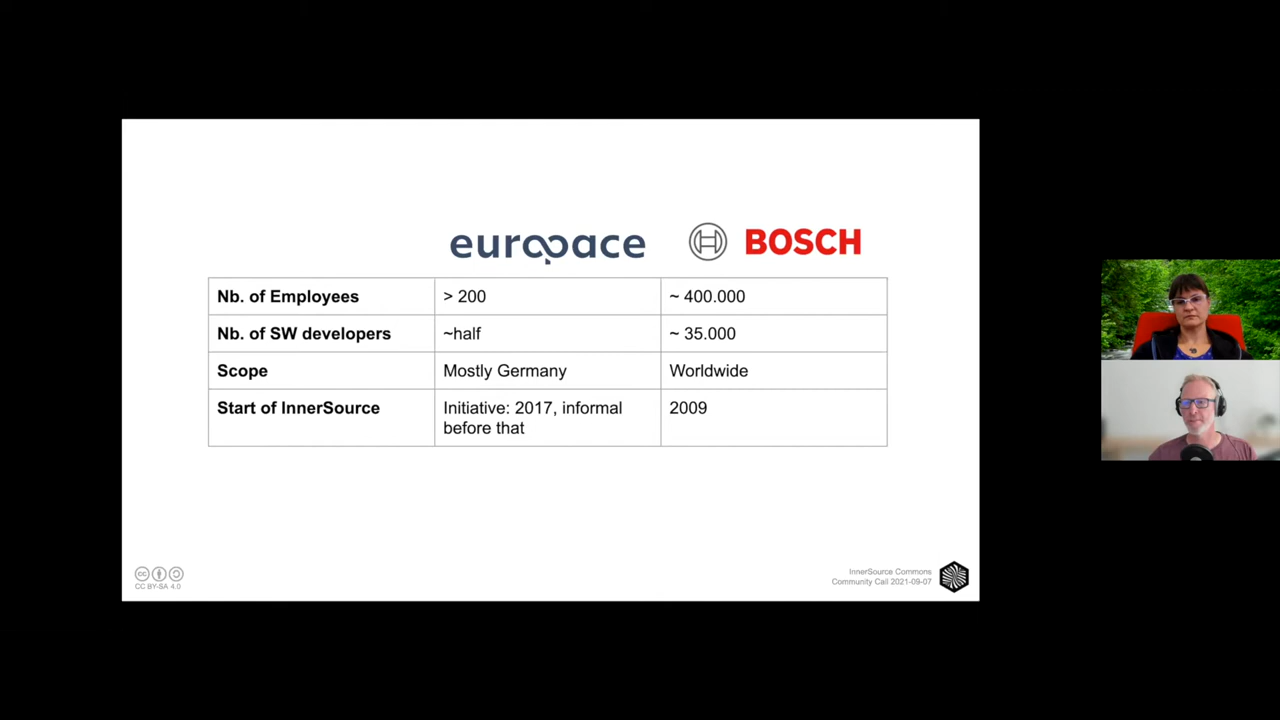 europace
BOSCH
Nb. of Employees
> 200
~ 400.000
Nb. of SW developers
~half
~ 35.000
Scope
Mostly Germany
Worldwide
Start of InnerSource
Initiative: 2017, informal
before that
2009
CC BY-SA 4.0
InnerSource Commons
Community Call 2021-09-07